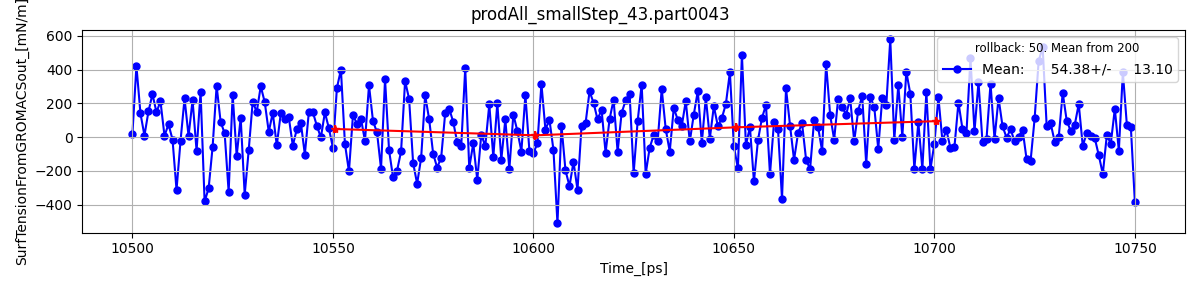 prodAll_smallStep_43.part0043
SurfTensionFromGROMACSout_[mN/m]
600
400
200
0
−200
−400
rollback: 50, Mean from 200
Mean: 54.38+/- 13.10
10500
10550
10600
10650
10700
10750
Time_[ps]